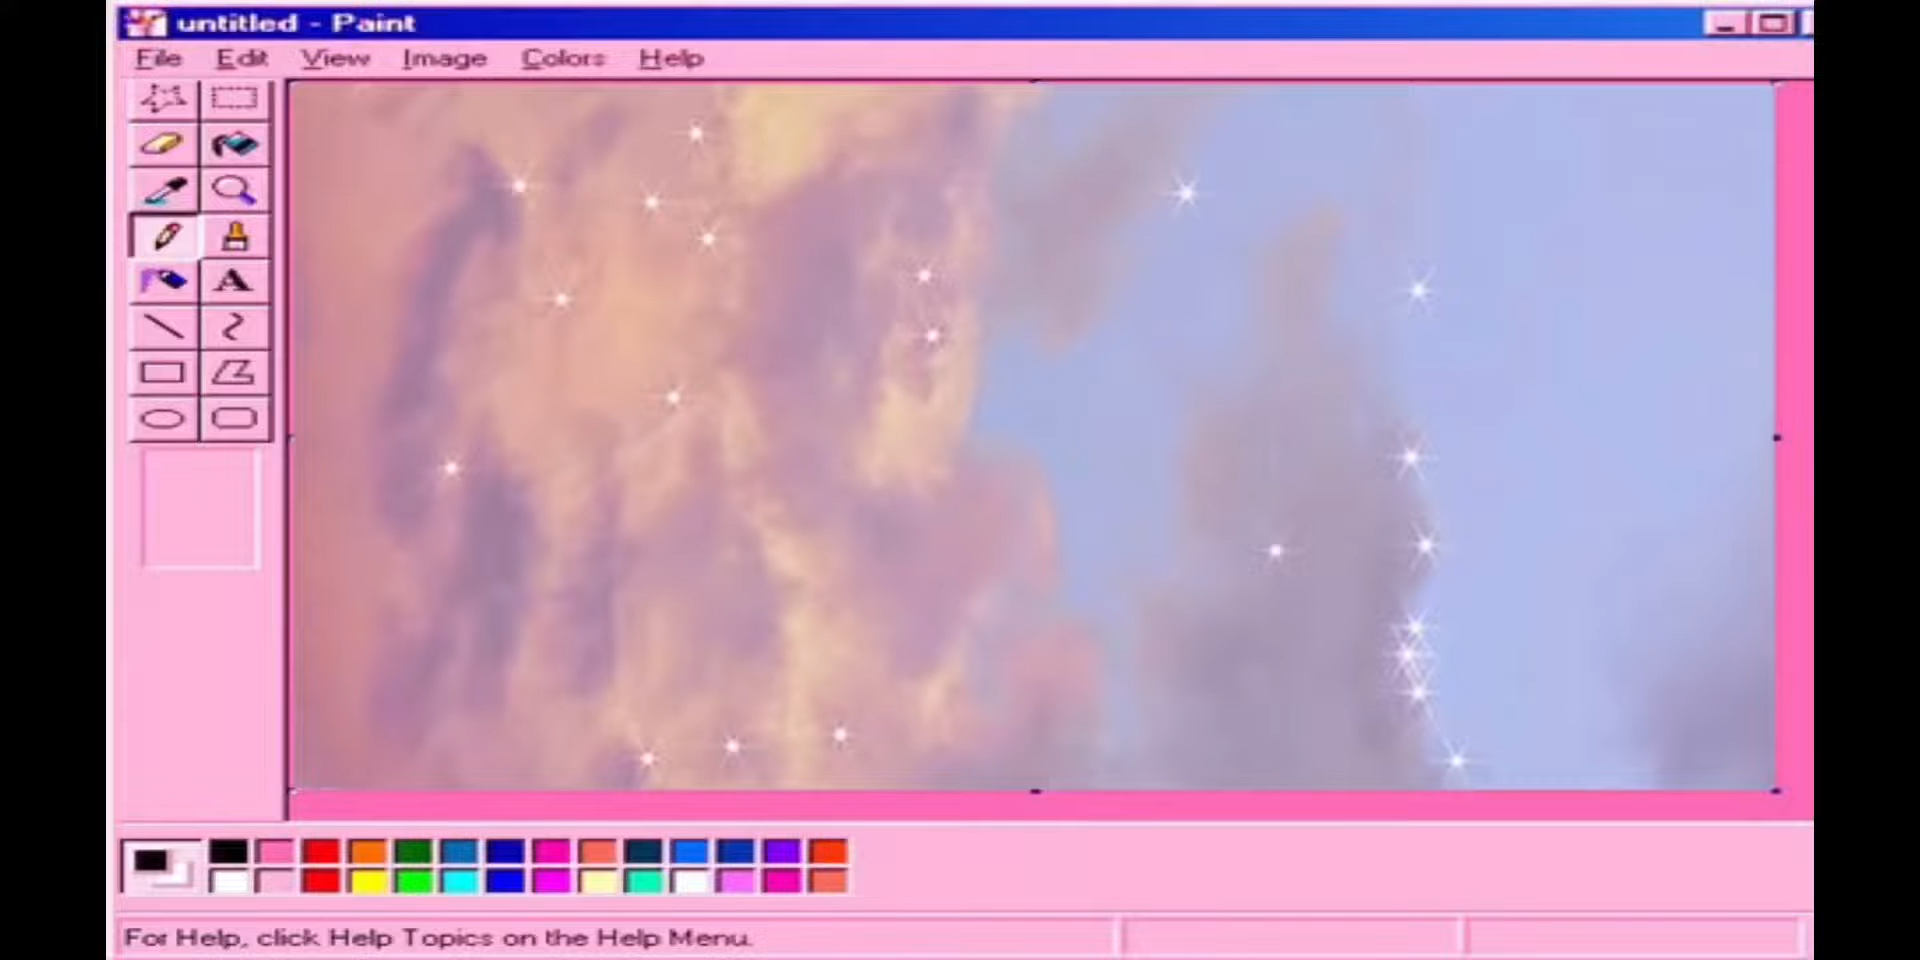 untitled - Paint
File Edit View Image Colors Help
A
For Help, click Help Topics on the Help Menu.